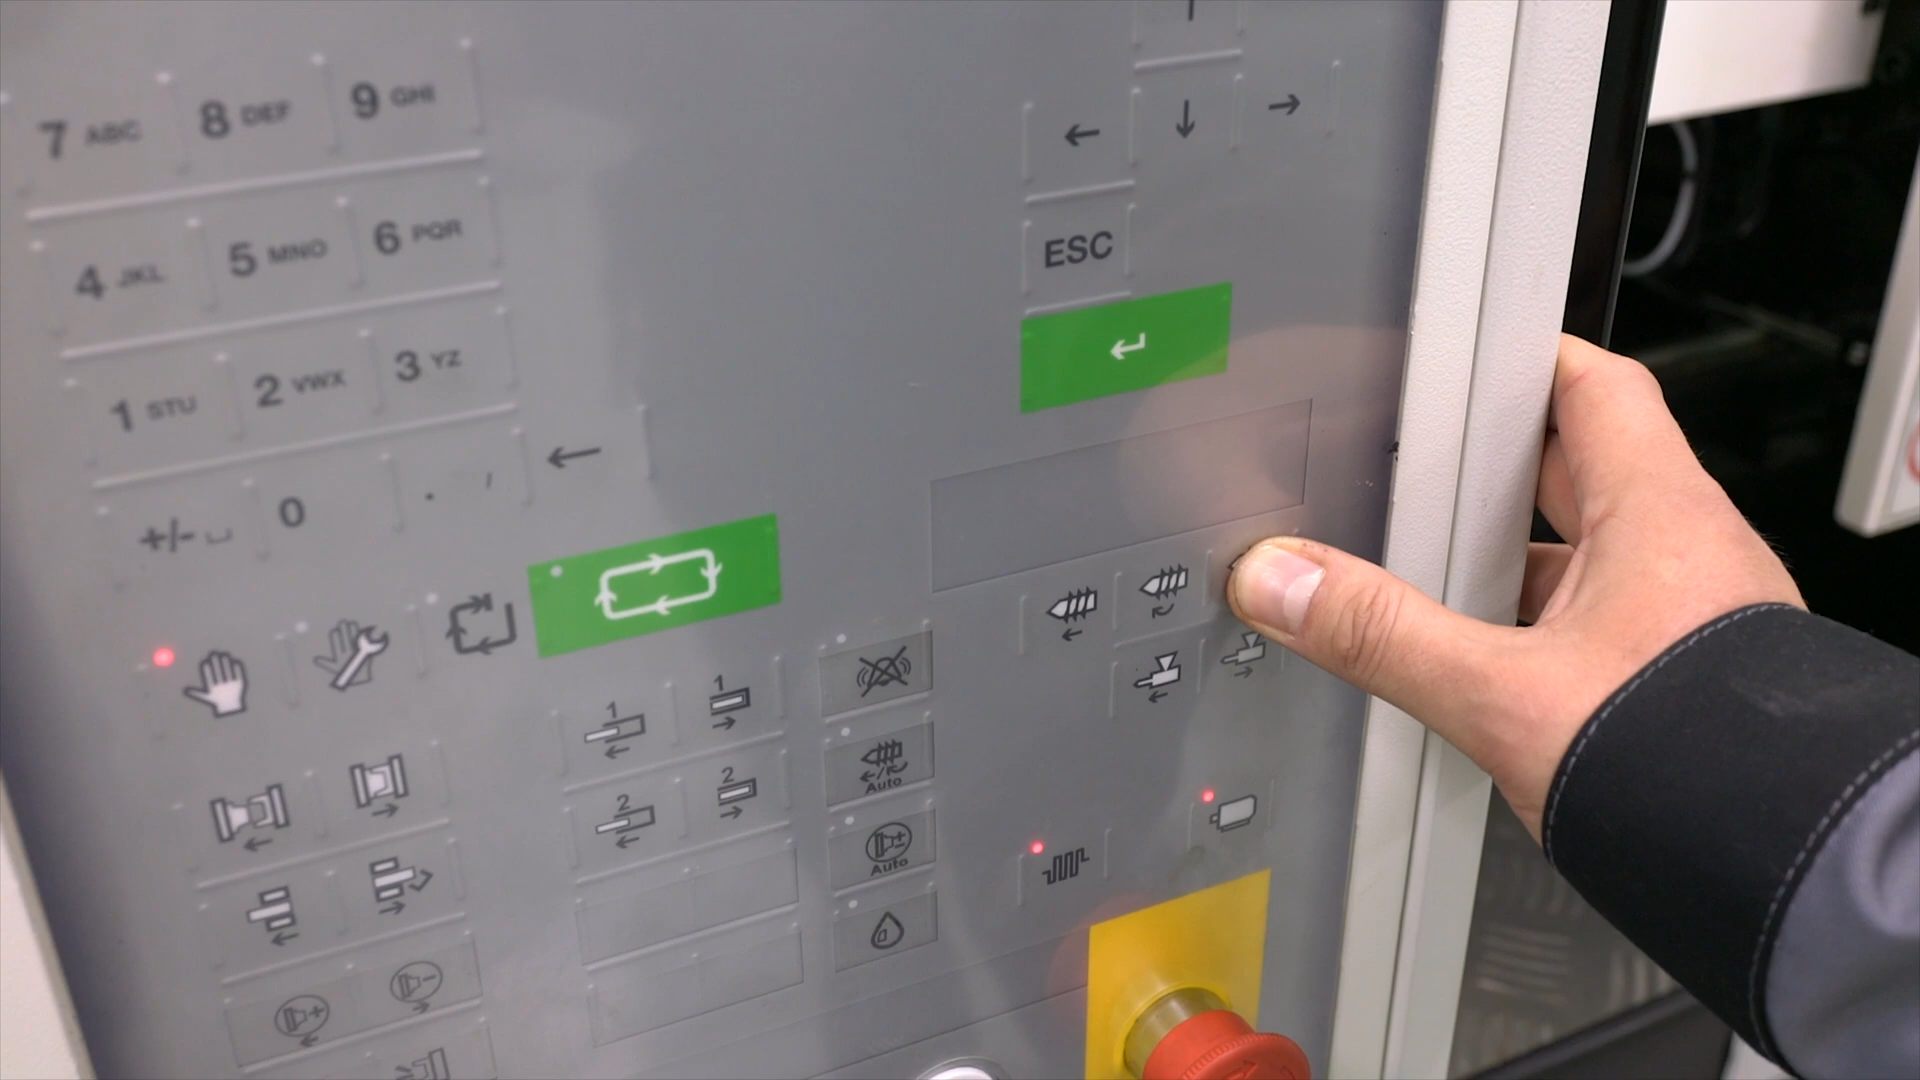 7 ABC 8 DEF 9 GHI
4 JKL 5 MNO 6 PQR
ESC
1 STU 2 VWX 3 YZ
+/- 0 . ,
1 1
2 2
Auto
Auto